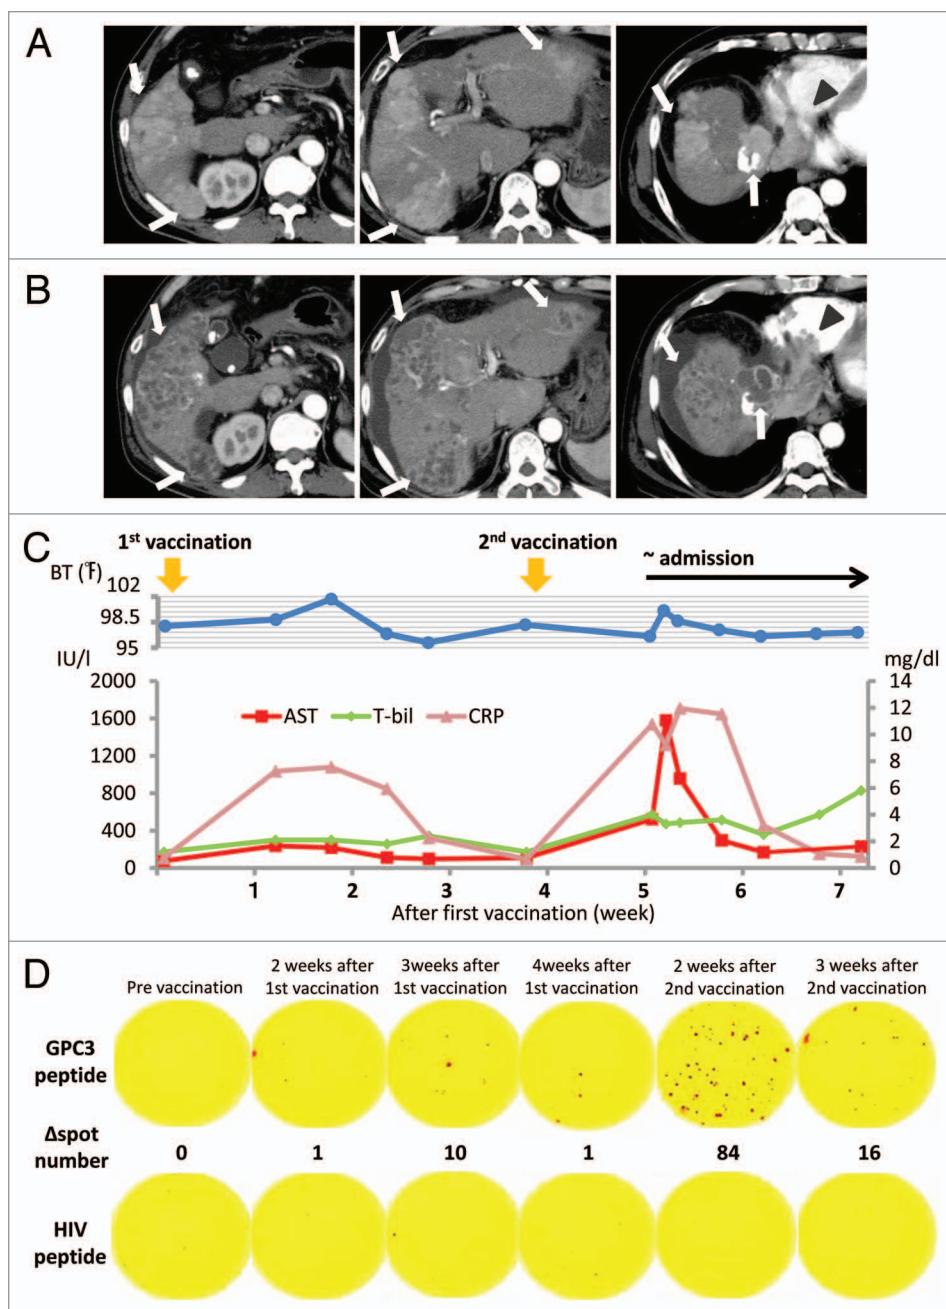 A
B
C
1st vaccination
2nd vaccination
~ admission
BT (°F)
102
98.5
95
IU/l
mg/dl
2000
1600
1200
800
400
0
14
12
10
8
6
4
2
0
AST
T-bil
CRP
1 2 3 4 5 6 7
After first vaccination (week)
D
Pre vaccination
2 weeks after
1st vaccination
3weeks after
1st vaccination
4weeks after
1st vaccination
2 weeks after
2nd vaccination
3 weeks after
2nd vaccination
GPC3
peptide
Δspot
number
0 1 10 1 84 16
HIV
peptide